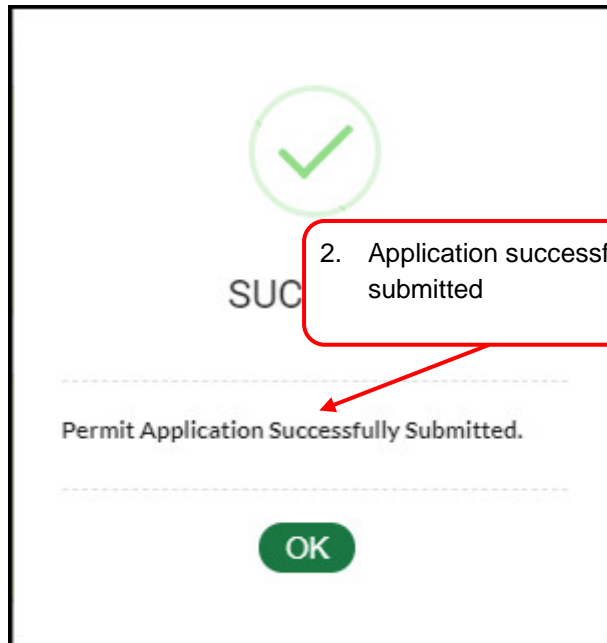 2. Application successf
submitted
SUC
Permit Application Successfully Submitted.
OK